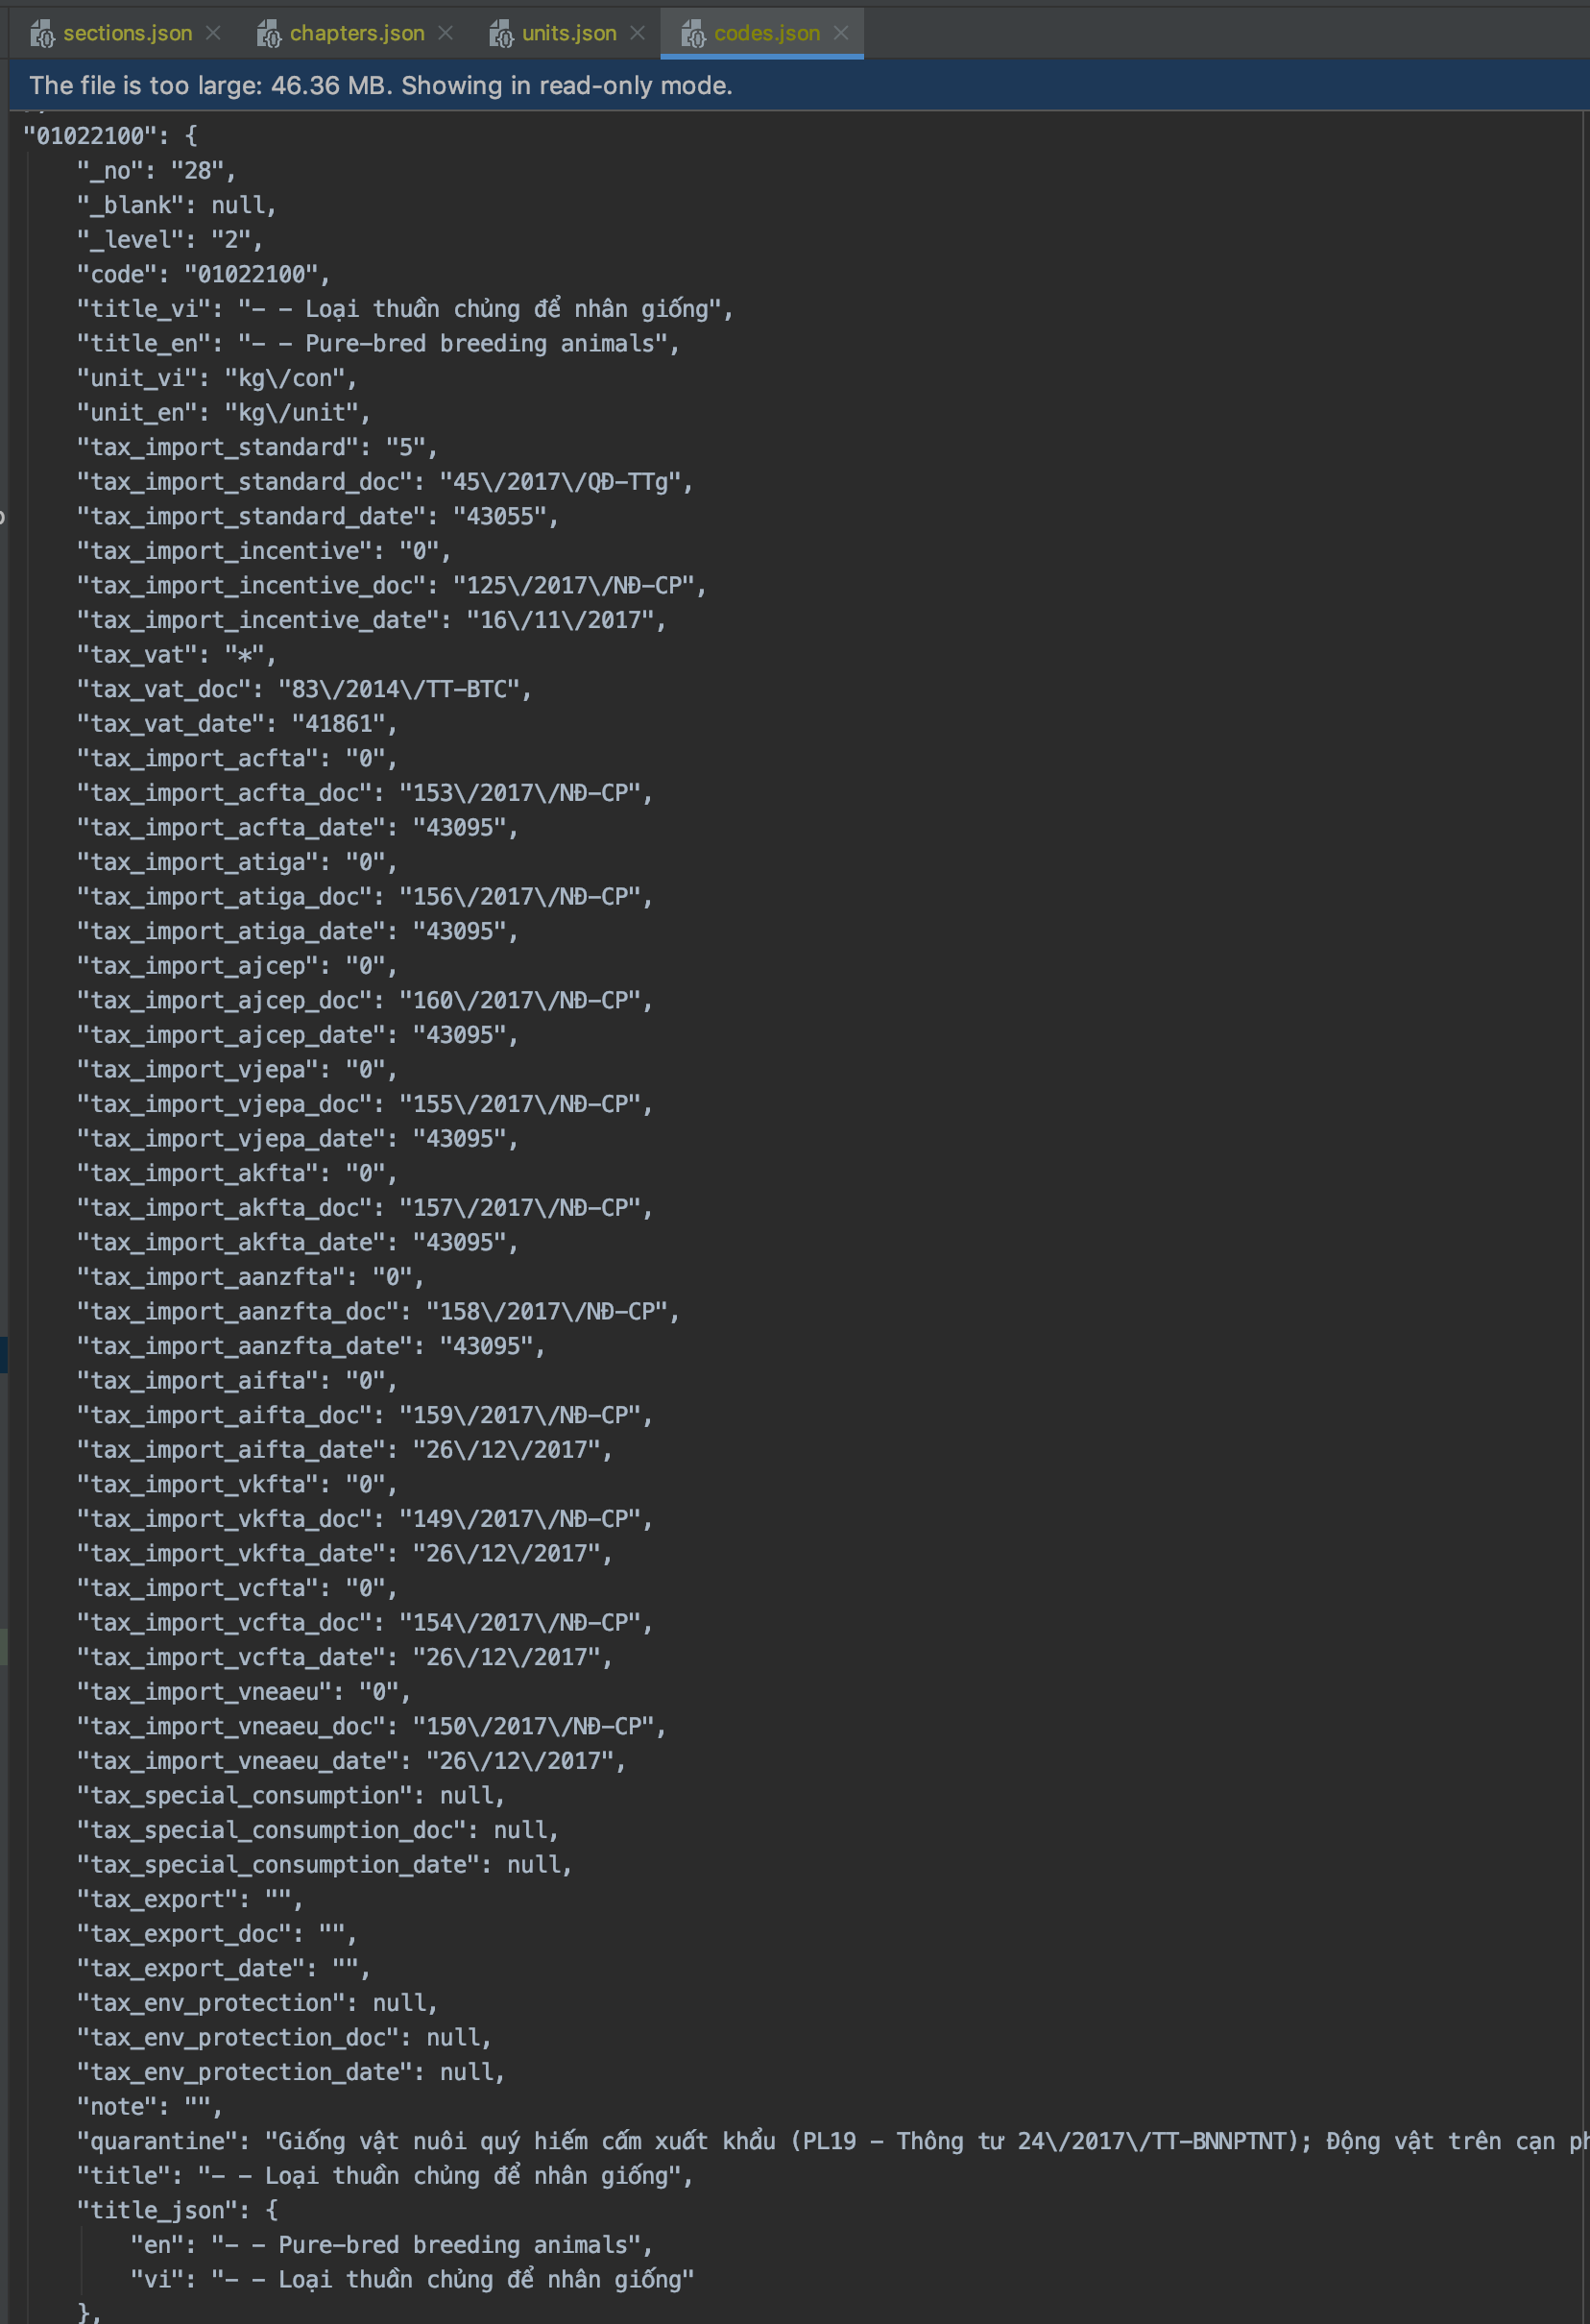 sections.json
chapters.json
units.json
codes.json
The file is too large: 46.36 MB. Showing in read-only mode.
"01022100": {
"_no": "28",
"_blank": null,
"_level": "2",
"code": "01022100",
"title_vi": "- - Loại thuần chủng để nhân giống",
"title_en": "- - Pure-bred breeding animals",
"unit_vi": "kg\/con",
"unit_en": "kg\/unit",
"tax_import_standard": "5",
"tax_import_standard_doc": "45\/2017\/QĐ-TTg",
"tax_import_standard_date": "43055",
"tax_import_incentive": "0",
"tax_import_incentive_doc": "125\/2017\/NĐ-CP",
"tax_import_incentive_date": "16\/11\/2017",
"tax_vat": "*",
"tax_vat_doc": "83\/2014\/TT-BTC",
"tax_vat_date": "41861",
"tax_import_acfta": "0",
"tax_import_acfta_doc": "153\/2017\/NĐ-CP",
"tax_import_acfta_date": "43095",
"tax_import_atiga": "0",
"tax_import_atiga_doc": "156\/2017\/NĐ-CP",
"tax_import_atiga_date": "43095",
"tax_import_ajcep": "0",
"tax_import_ajcep_doc": "160\/2017\/NĐ-CP",
"tax_import_ajcep_date": "43095",
"tax_import_vjepa": "0",
"tax_import_vjepa_doc": "155\/2017\/NĐ-CP",
"tax_import_vjepa_date": "43095",
"tax_import_akfta": "0",
"tax_import_akfta_doc": "157\/2017\/NĐ-CP",
"tax_import_akfta_date": "43095",
"tax_import_aanzfta": "0",
"tax_import_aanzfta_doc": "158\/2017\/NĐ-CP",
"tax_import_aanzfta_date": "43095",
"tax_import_aifta": "0",
"tax_import_aifta_doc": "159\/2017\/NĐ-CP",
"tax_import_aifta_date": "26\/12\/2017",
"tax_import_vkfta": "0",
"tax_import_vkfta_doc": "149\/2017\/NĐ-CP",
"tax_import_vkfta_date": "26\/12\/2017",
"tax_import_vcfta": "0",
"tax_import_vcfta_doc": "154\/2017\/NĐ-CP",
"tax_import_vcfta_date": "26\/12\/2017",
"tax_import_vneaeu": "0",
"tax_import_vneaeu_doc": "150\/2017\/NĐ-CP",
"tax_import_vneaeu_date": "26\/12\/2017",
"tax_special_consumption": null,
"tax_special_consumption_doc": null,
"tax_special_consumption_date": null,
"tax_export": "",
"tax_export_doc": "",
"tax_export_date": "",
"tax_env_protection": null,
"tax_env_protection_doc": null,
"tax_env_protection_date": null,
"note": "",
"quarantine": "Giống vật nuôi quý hiếm cấm xuất khẩu (PL19 - Thông tư 24\/2017\/TT-BNNPTNT); Động vật trên cạn
"title": "- - Loại thuần chủng để nhân giống",
"title_json": {
"en": "- - Pure-bred breeding animals",
"vi": "- - Loại thuần chủng để nhân giống"
},